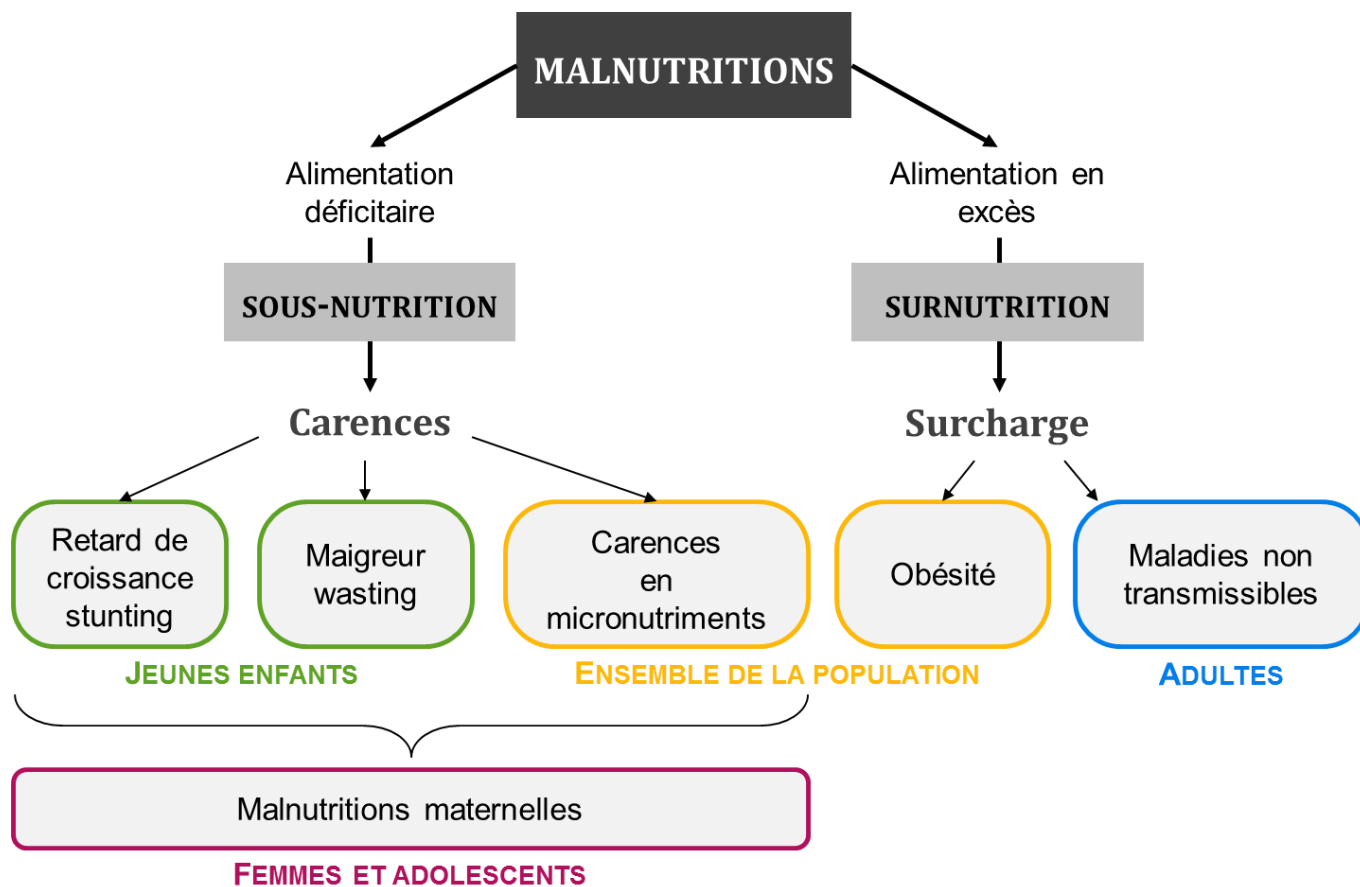 MALNUTRITIONS
Alimentation
déficitaire
Alimentation en
excès
SOUS-NUTRITION
SURNUTRITION
Carences
Surcharge
Retard de
croissance
stunting
Maigreur
wasting
Carences
en
micronutriments
Obésité
Maladies non
transmissibles
JEUNES ENFANTS
ENSEMBLE DE LA POPULATION
ADULTES
Malnutritions maternelles
FEMMES ET ADOLESCENTS